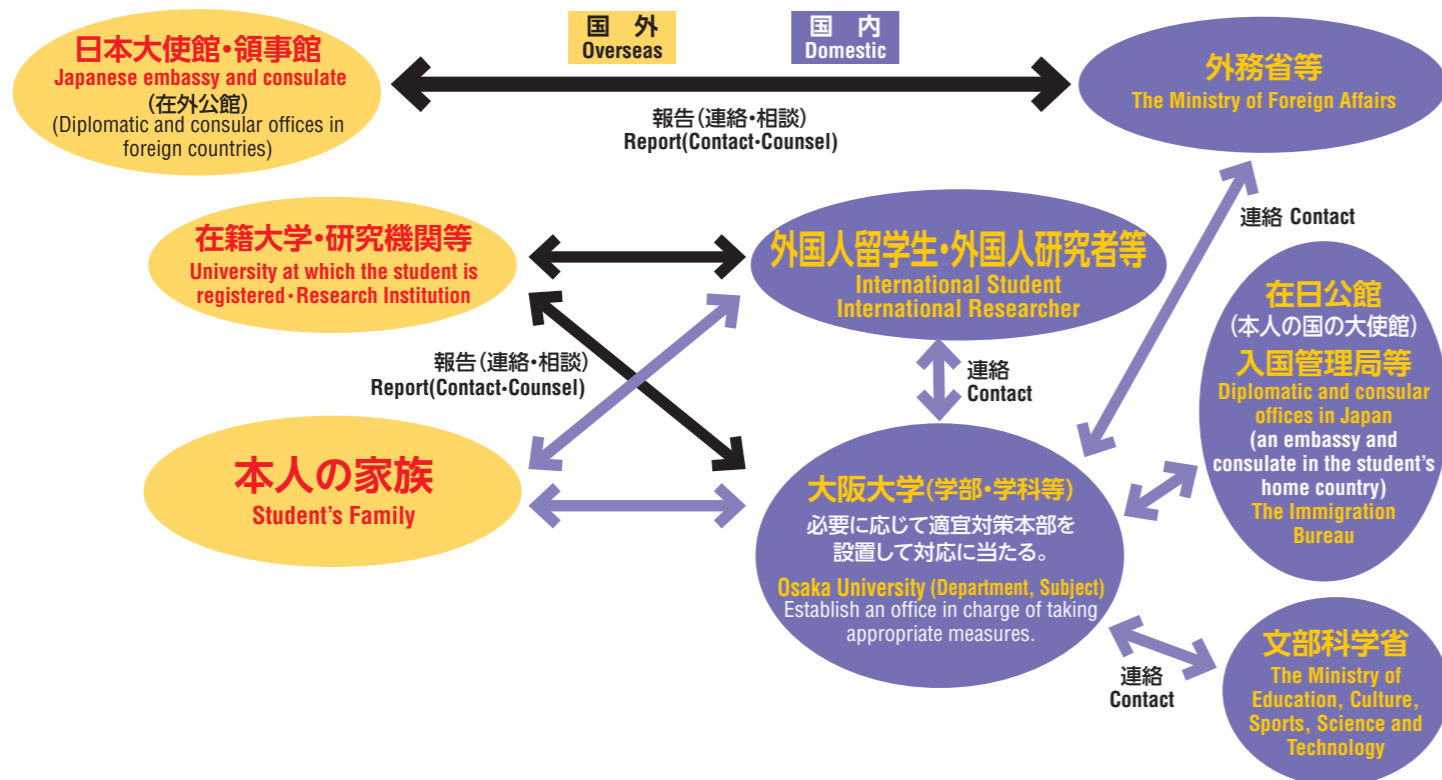 国 外
Overseas
国 内
Domestic
日本大使館・領事館
Japanese embassy and consulate
(在外公館)
(Diplomatic and consular offices in
foreign countries)
報告(連絡・相談)
Report(Contact・Counsel)
外務省等
The Ministry of Foreign Affairs
連絡 Contact
在籍大学・研究機関等
University at which the student is
registered・Research Institution
外国人留学生・外国人研究者等
International Student
International Researcher
在日公館
(本人の国の大使館)
入国管理局等
Diplomatic and consular
offices in Japan
(an embassy and
consulate in the student's
home country)
The Immigration
Bureau
報告(連絡・相談)
Report(Contact・Counsel)
連絡
Contact
本人の家族
Student's Family
大阪大学(学部・学科等)
必要に応じて適宜対策本部を
設置して対応に当たる。
Osaka University (Department, Subject)
Establish an office in charge of taking
appropriate measures.
連絡
Contact
文部科学省
The Ministry of
Education, Culture,
Sports, Science and
Technology